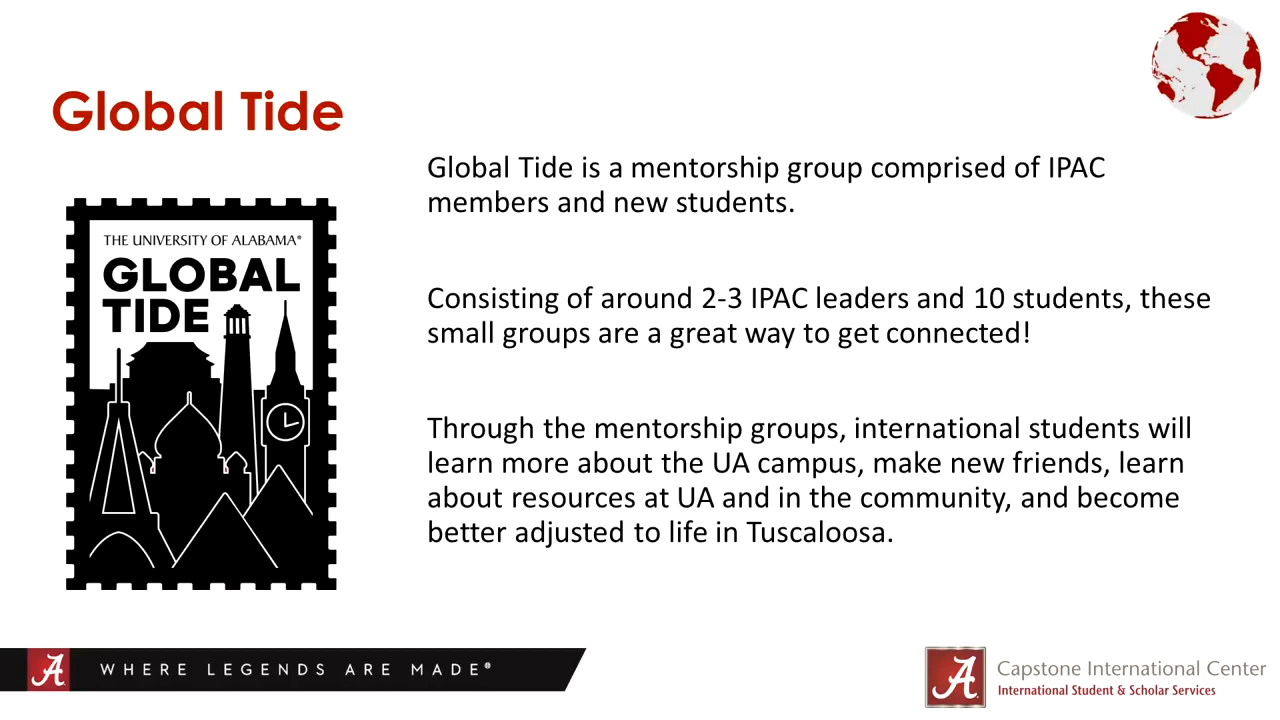 Global Tide
THE UNIVERSITY OF ALABAMA®
GLOBAL
TIDE
Global Tide is a mentorship group comprised of IPAC
members and new students.
Consisting of around 2-3 IPAC leaders and 10 students, these
small groups are a great way to get connected!
Through the mentorship groups, international students will
learn more about the UA campus, make new friends, learn
about resources at UA and in the community, and become
better adjusted to life in Tuscaloosa.
A WHERE LEGENDS ARE MADE®
A Capstone International Center
International Student & Scholar Services